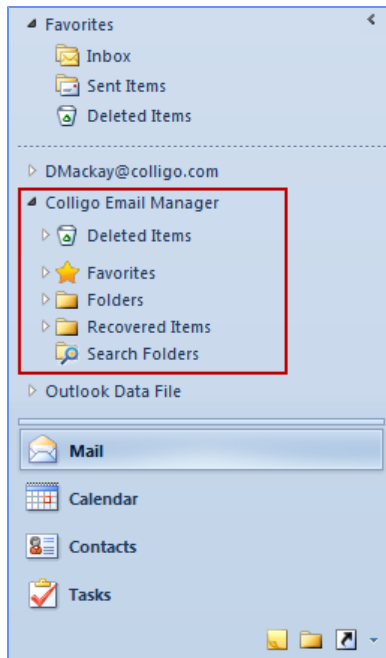 Favorites
Inbox
Sent Items
Deleted Items
DMackay@colligo.com
Colligo Email Manager
Deleted Items
Favorites
Folders
Recovered Items
Search Folders
Outlook Data File
Mail
Calendar
Contacts
Tasks